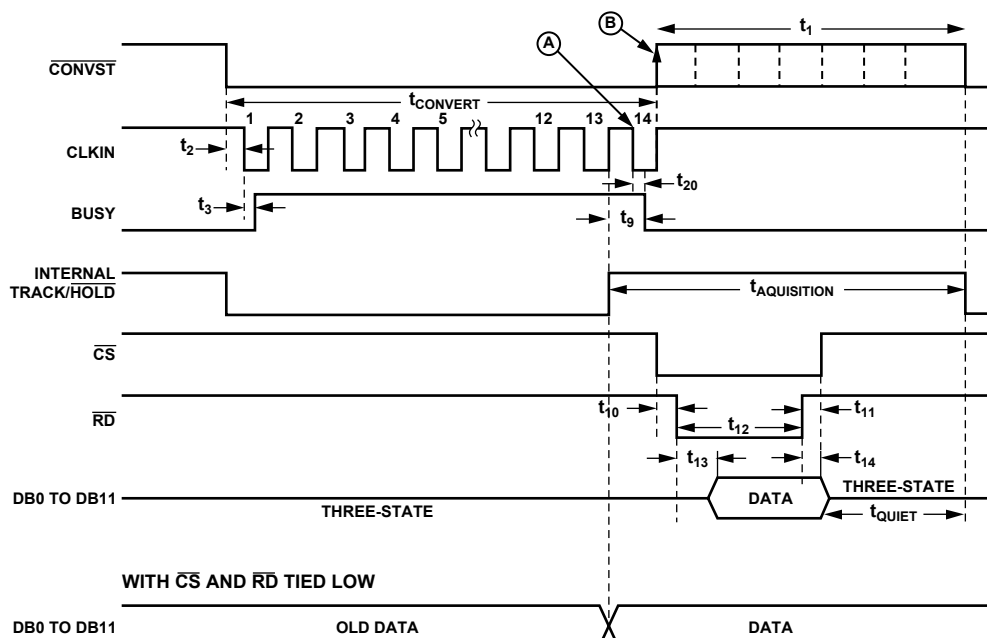 B
t1
CONVST
A
tCONVERT
1 2 3 4 5 12 13 14
CLKIN
t2
t20
BUSY
t3
t9
INTERNAL
TRACK/HOLD
tAQUISITION
CS
RD
t10
t12
t11
t13
t14
DB0 TO DB11
THREE-STATE
DATA
THREE-STATE
tQUIET
WITH CS AND RD TIED LOW
DB0 TO DB11
OLD DATA
DATA